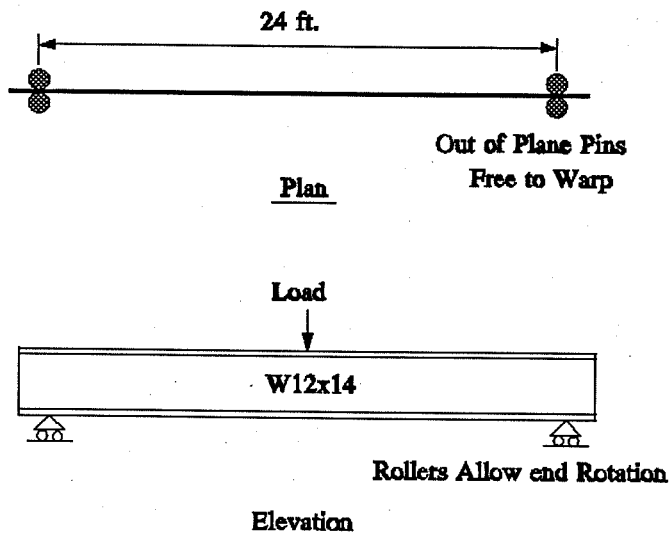 24 ft.
Out of Plane Pins
Free to Warp
Plan
Load
W12x14
Rollers Allow end Rotation
Elevation